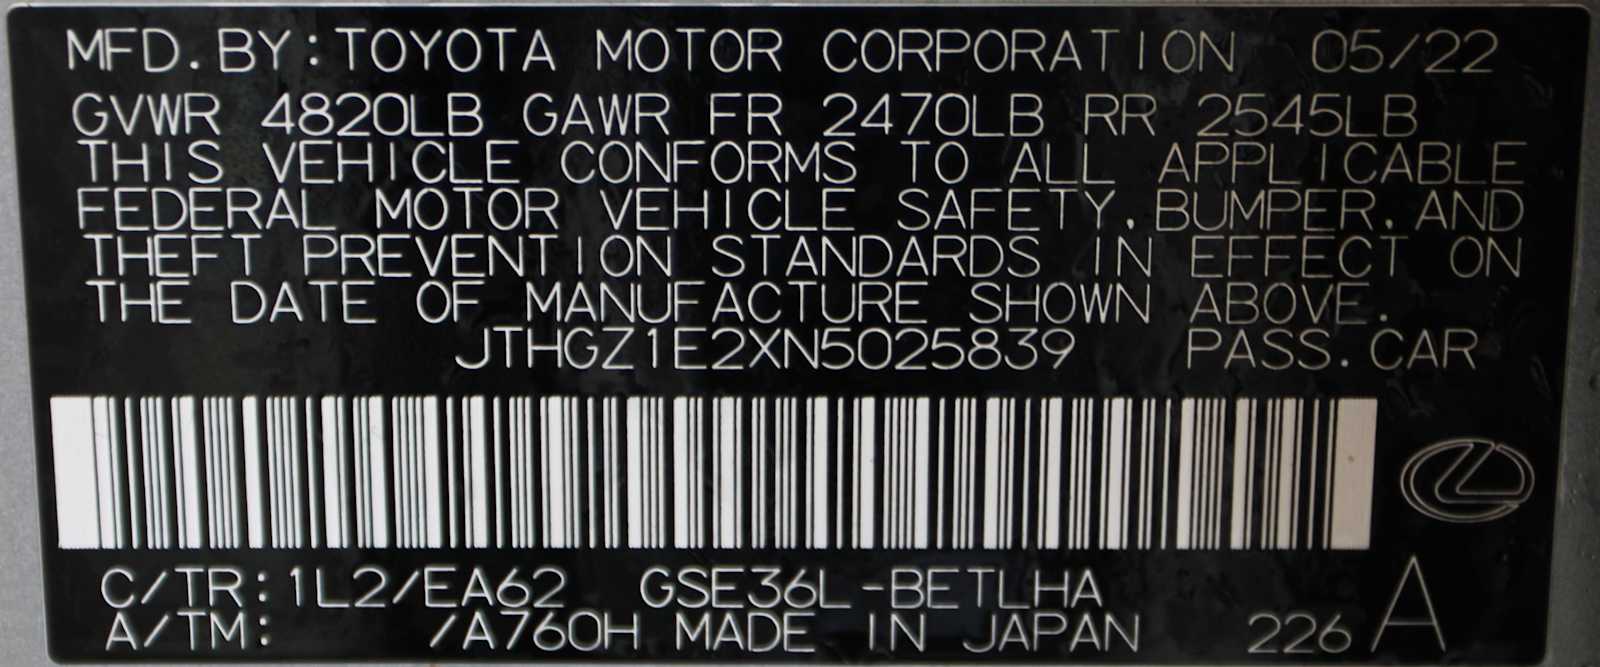 MFD. BY: TOYOTA MOTOR CORPORATION 05/22
GVWR 4820LB GAWR FR 2470LB RR 2545LB
THIS VEHICLE CONFORMS TO ALL APPLICABLE
FEDERAL MOTOR VEHICLE SAFETY, BUMPER, AND
THEFT PREVENTION STANDARDS IN EFFECT ON
THE DATE OF MANUFACTURE SHOWN ABOVE.
JTHGZ1E2XN5025839 PASS. CAR
C/TR: 1L2/EA62 GSE36L-BETLHA
A/TM: /A760H MADE IN JAPAN 226 A